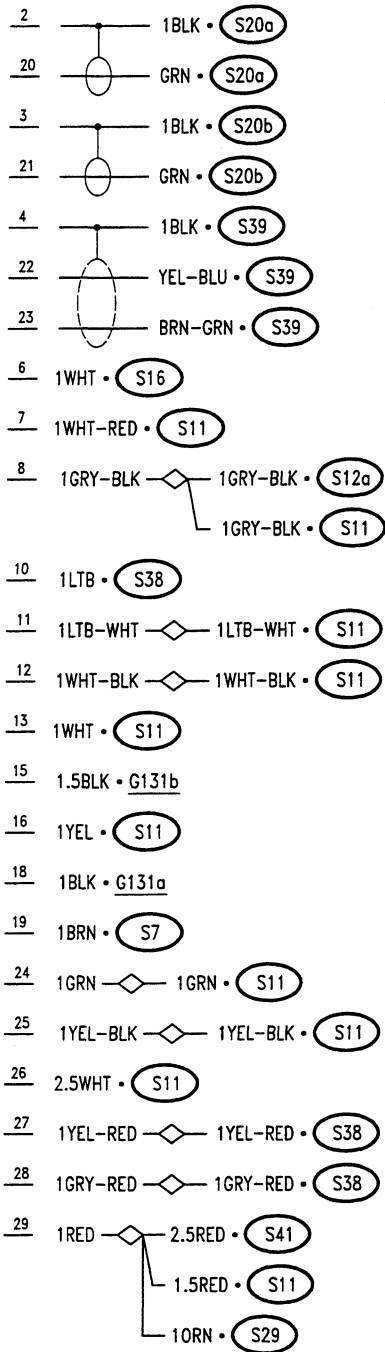 2 1BLK • S20a
20 GRN • S20a
3 1BLK • S20b
21 GRN • S20b
4 1BLK • S39
22 YEL-BLU • S39
23 BRN-GRN • S39
6 1WHT • S16
7 1WHT-RED • S11
8 1GRY-BLK 1GRY-BLK • S12a
1GRY-BLK • S11
10 1LTB • S38
11 1LTB-WHT 1LTB-WHT • S11
12 1WHT-BLK 1WHT-BLK • S11
13 1WHT • S11
15 1.5BLK • G131b
16 1YEL • S11
18 1BLK • G131a
19 1BRN • S7
24 1GRN 1GRN • S11
25 1YEL-BLK 1YEL-BLK • S11
26 2.5WHT • S11
27 1YEL-RED 1YEL-RED • S38
28 1GRY-RED 1GRY-RED • S38
29 1RED 2.5RED • S41
1.5RED • S11
1ORN • S29